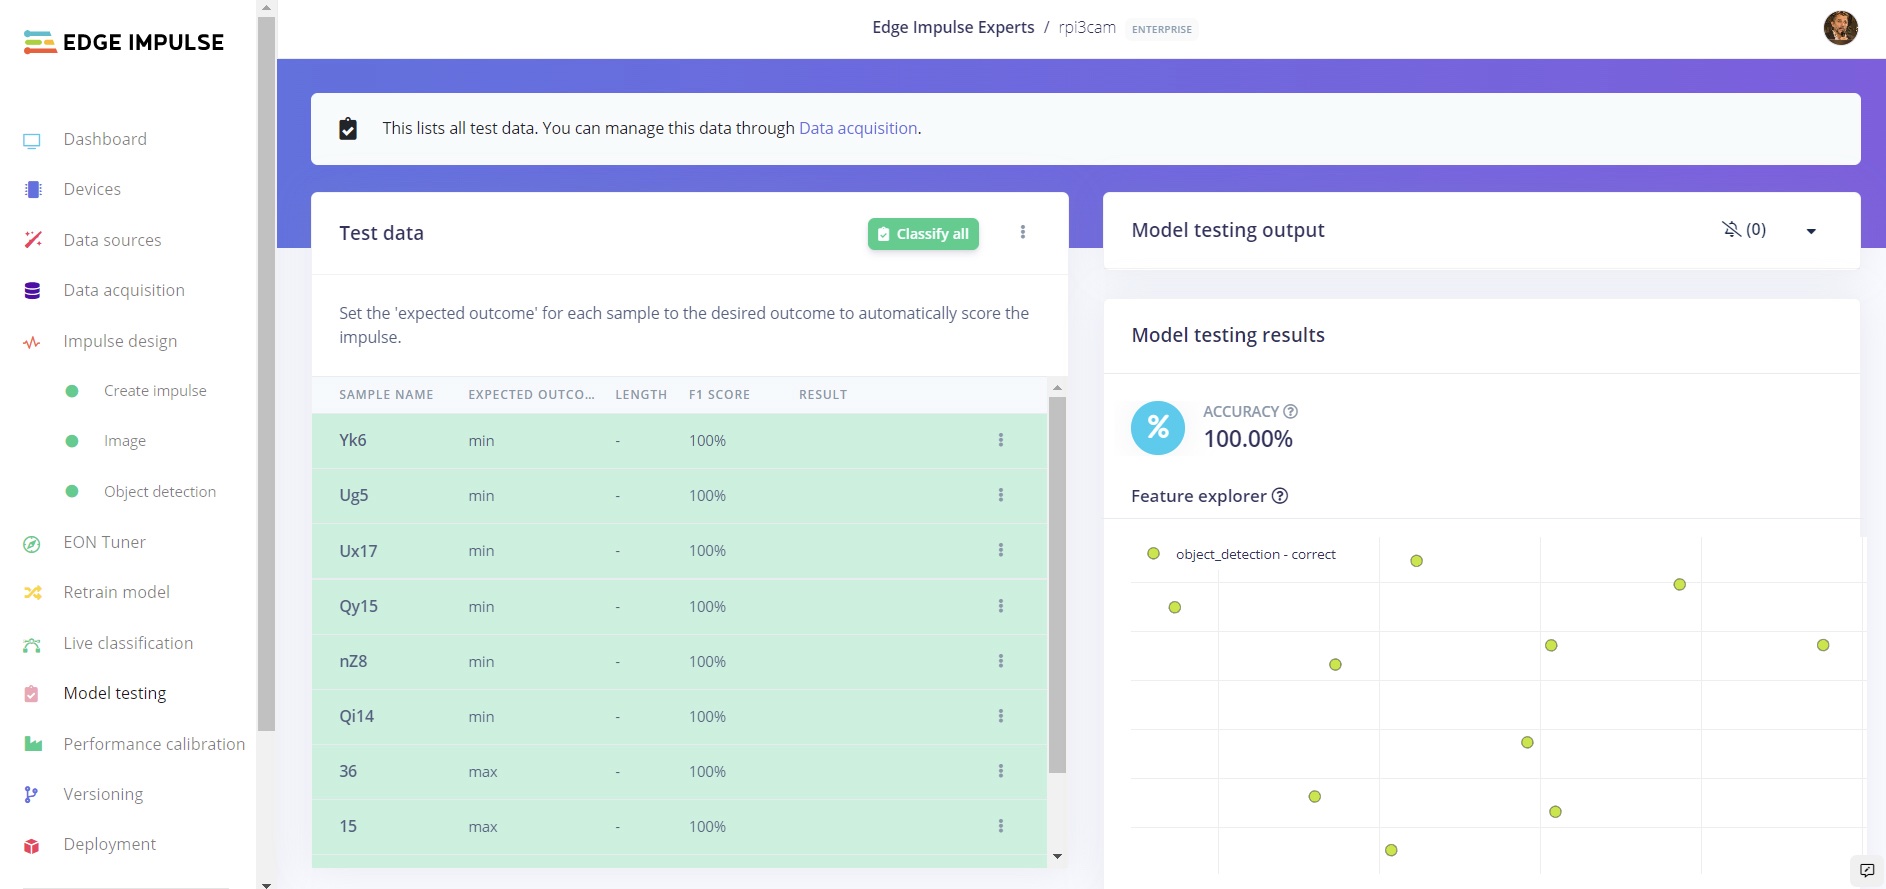 EDGE IMPULSE
Edge Impulse Experts / rpi3cam ENTERPRISE
Dashboard
Devices
Data sources
Data acquisition
Impulse design
Create impulse
Image
Object detection
EON Tuner
Retrain model
Live classification
Model testing
Performance calibration
Versioning
Deployment
This lists all test data. You can manage this data through Data acquisition.
Test data
Classify all
Set the 'expected outcome' for each sample to the desired outcome to automatically score the
impulse.
SAMPLE NAME EXPECTED OUTCO... LENGTH F1 SCORE RESULT
Yk6 min - 100%
Ug5 min - 100%
Ux17 min - 100%
Qy15 min - 100%
nZ8 min - 100%
Qi14 min - 100%
36 max - 100%
15 max - 100%
Model testing output
(0)
Model testing results
%
ACCURACY ?
100.00%
Feature explorer ?
object_detection - correct